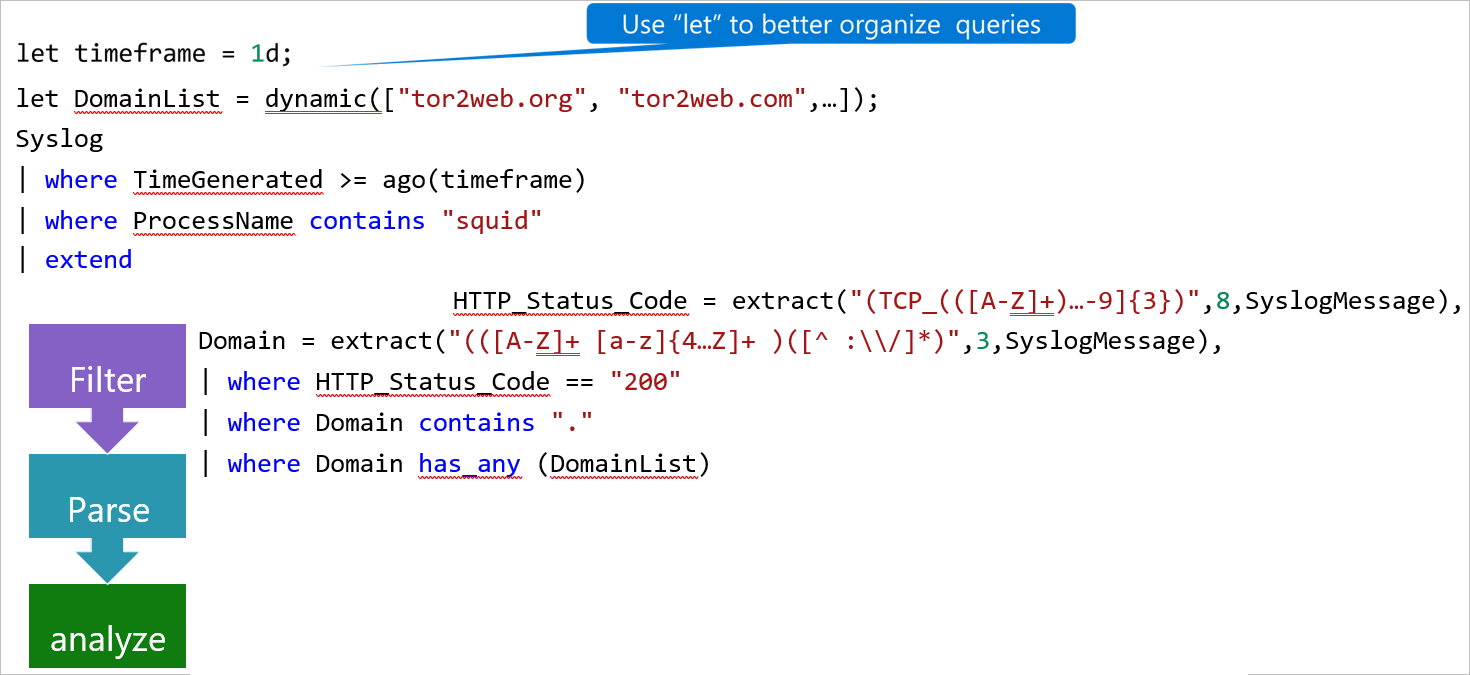 Use “let” to better organize queries
let timeframe = 1d;
let DomainList = dynamic(["tor2web.org", "tor2web.com",…]);
Syslog
| where TimeGenerated >= ago(timeframe)
| where ProcessName contains "squid"
| extend
HTTP_Status_Code = extract("(TCP_(([A-Z]+)…-9]{3})",8,SyslogMessage),
Domain = extract("(([A-Z]+ [a-z]{4…Z]+ )([^ :\\/]*)",3,SyslogMessage),
| where HTTP_Status_Code == "200"
| where Domain contains "."
| where Domain has_any (DomainList)
Filter
Parse
analyze